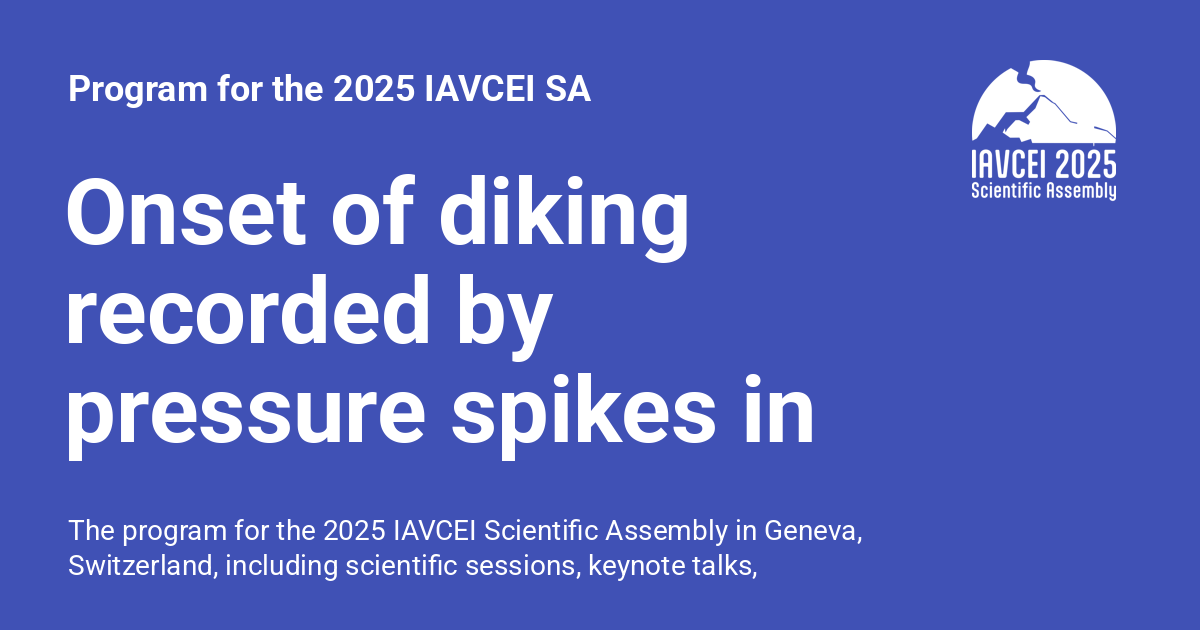 Program for the 2025 IAVCEI SA
IAVCEI 2025
Scientific Assembly
Onset of diking
recorded by
pressure spikes in
The program for the 2025 IAVCEI Scientific Assembly in Geneva,
Switzerland, including scientific sessions, keynote talks,